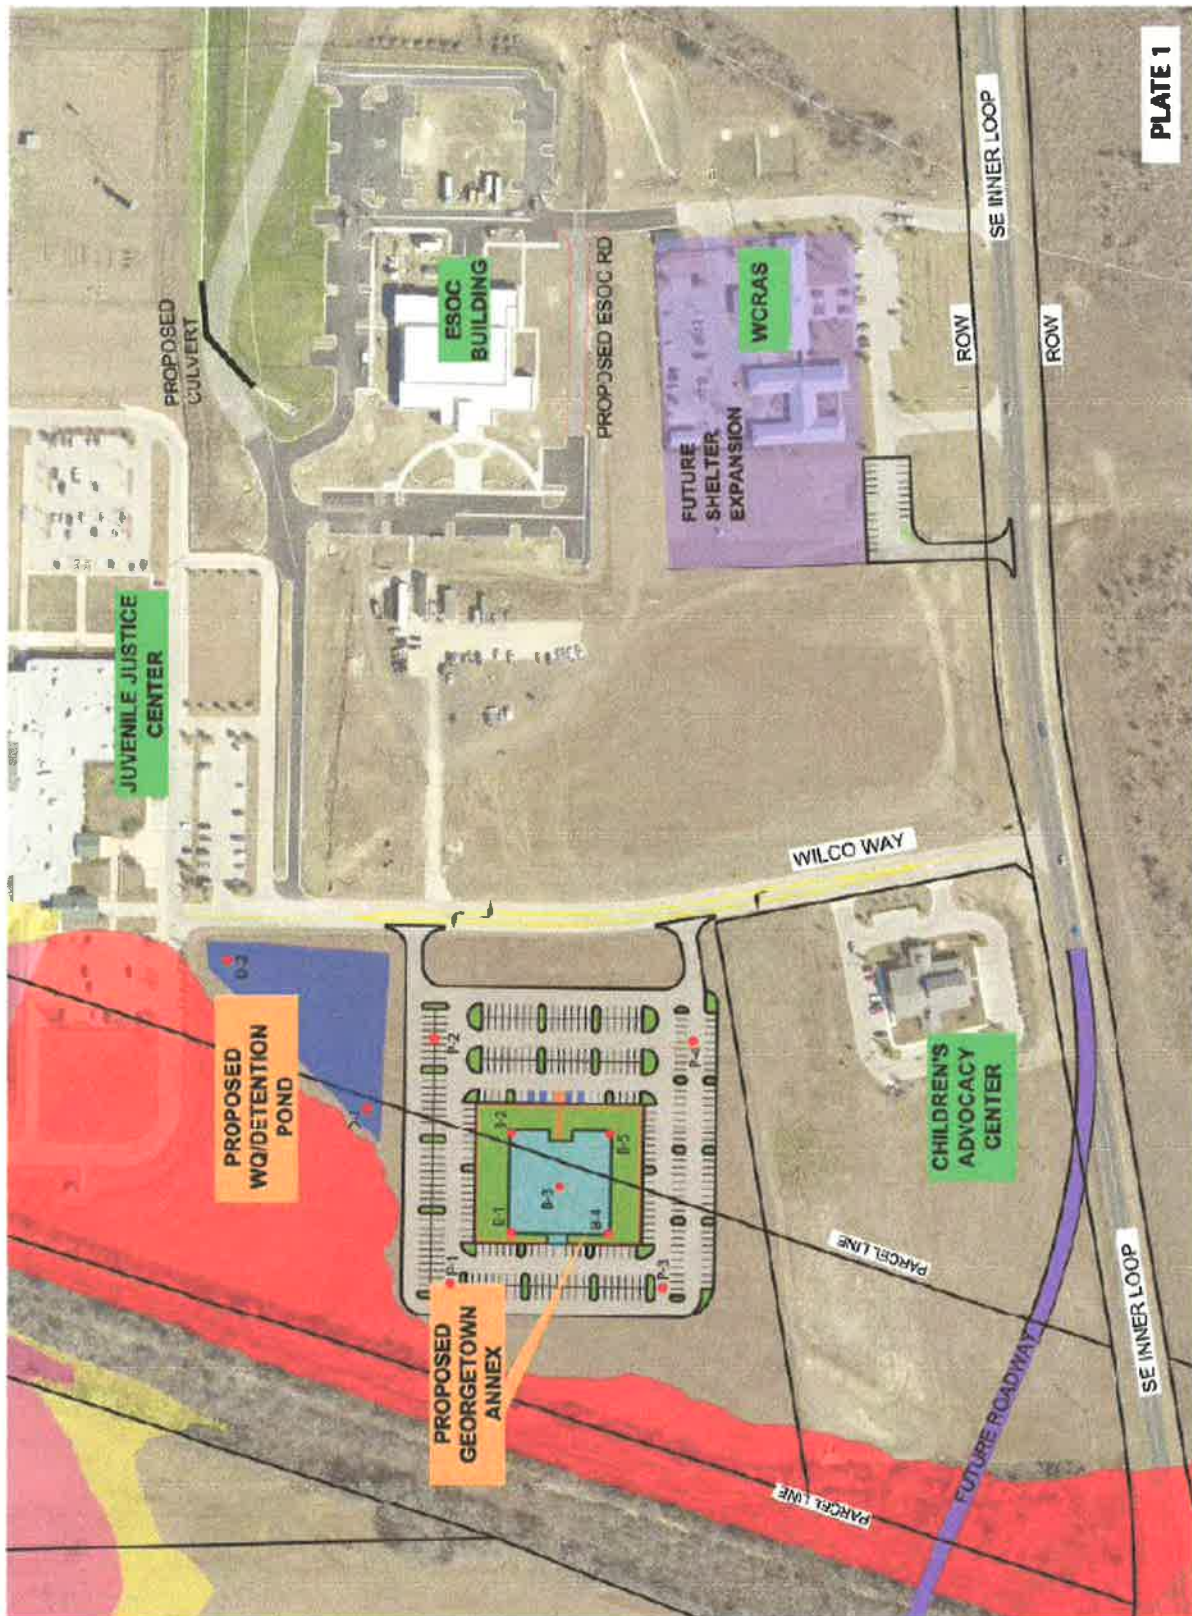 PLATE 1
PROPOSED
CULVERT
ESOC
BUILDING
PROPOSED ESOC RD
WCRAS
FUTURE
SHELTER
EXPANSION
SE INNER LOOP
ROW
ROW
JUVENILE JUSTICE
CENTER
WILCO WAY
D-2
PROPOSED
WQ/DETENTION
POND
P-2
P-4
B-2
B-5
B-3
B-1
B-4
P-1
P-3
PROPOSED
GEORGETOWN
ANNEX
CHILDREN'S
ADVOCACY
CENTER
PARCEL LINE
PARCEL LINE
FUTURE ROADWAY
SE INNER LOOP